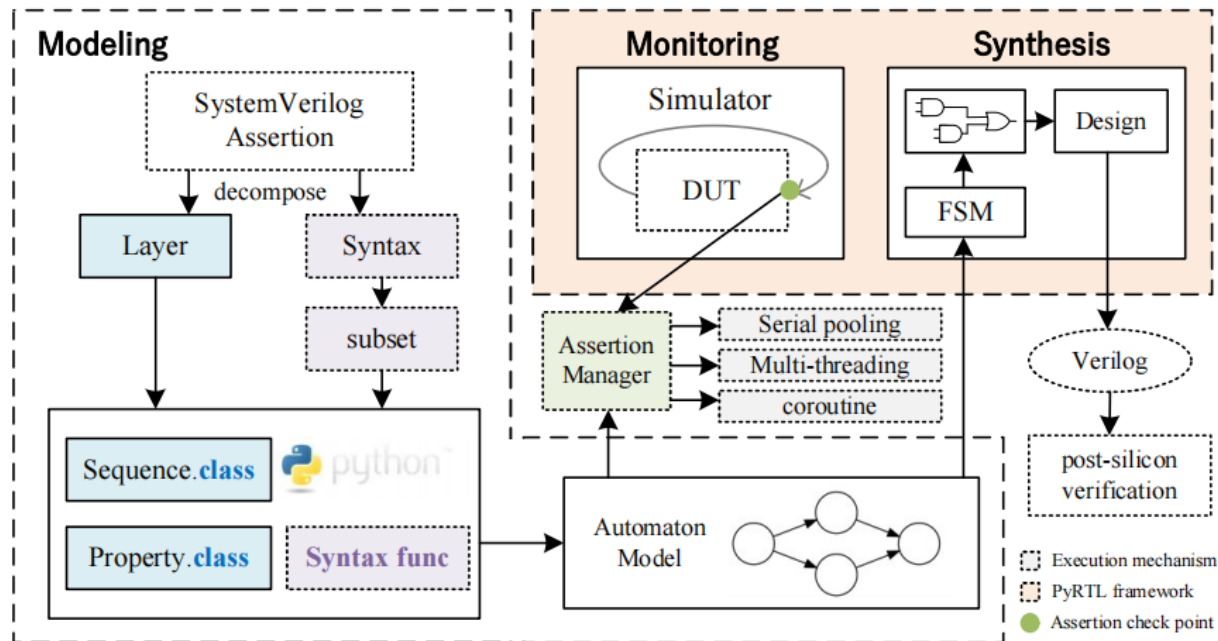 Modeling
SystemVerilog
Assertion
decompose
Layer
Syntax
subset
Sequence.class
python
Property.class
Syntax func
Monitoring
Simulator
DUT
Synthesis
Design
FSM
Assertion
Manager
Serial pooling
Multi-threading
coroutine
Automaton
Model
Verilog
post-silicon
verification
Execution mechanism
PyRTL framework
Assertion check point